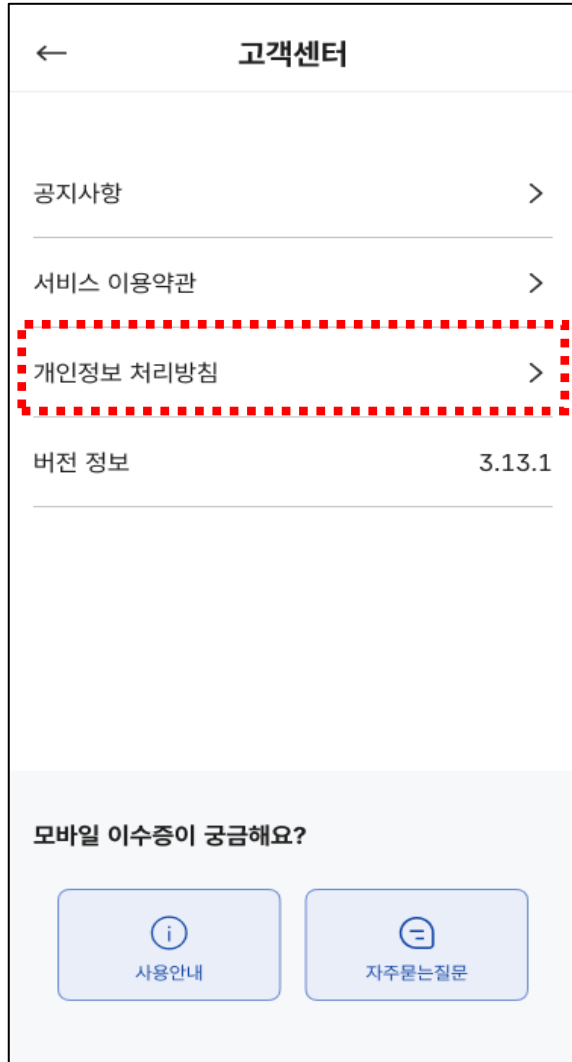 고객센터
공지사항
서비스 이용약관
개인정보 처리방침
버전 정보 3.13.1
모바일 이수증이 궁금해요?
사용안내 자주묻는질문